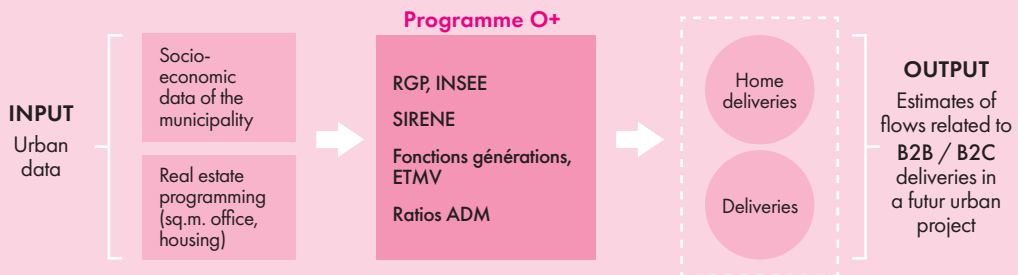 Programme O+
INPUT
Urban
data
Socio-
economic
data of the
municipality
Real estate
programming
(sq.m. office,
housing)
RGP, INSEE
SIRENE
Fonctions générations,
ETMV
Ratios ADM
Home
deliveries
Deliveries
OUTPUT
Estimates of
flows related to
B2B / B2C
deliveries in
a futur urban
project